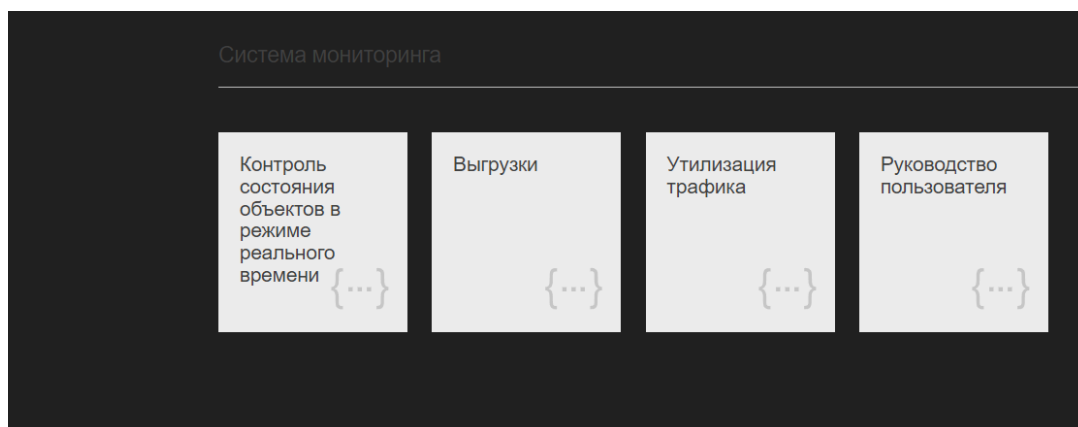 Система мониторинга
Контроль
состояния
объектов в
режиме
реального
времени
{...}
Выгрузки
{...}
Утилизация
трафика
{...}
Руководство
пользователя
{...}